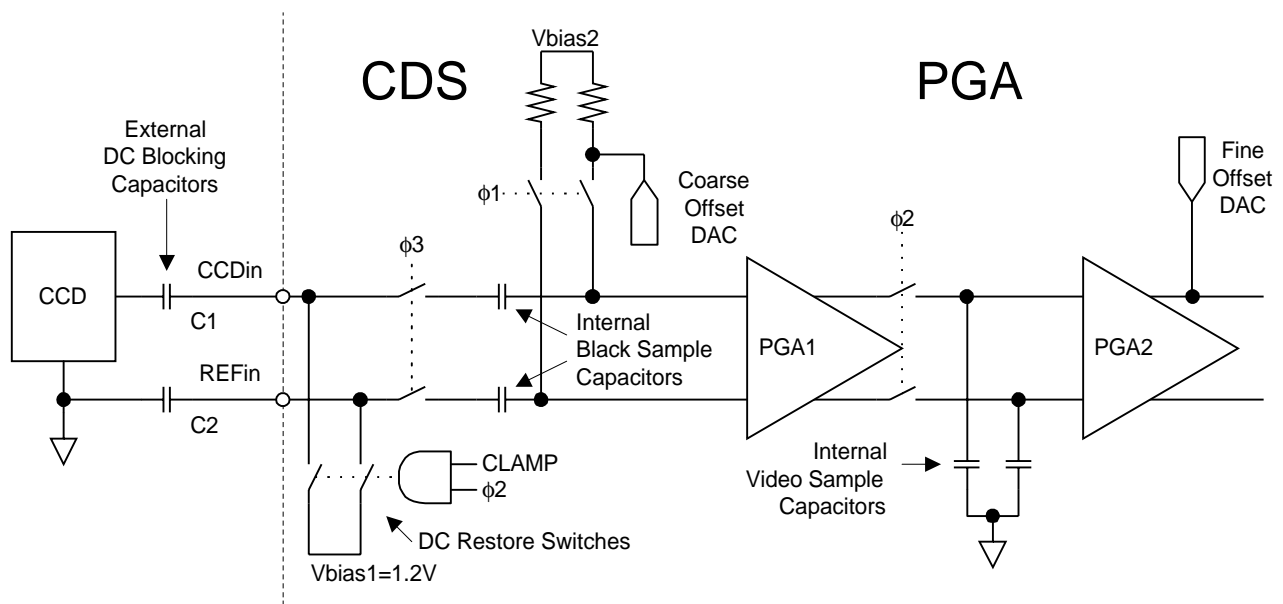 Vbias2
CDS
PGA
External
DC Blocking
Capacitors
Fine
Offset
DAC
Coarse
Offset
DAC
ϕ1
ϕ2
ϕ3
CCD
CCDin
C1
Internal
Black Sample
Capacitors
PGA1
PGA2
REFin
C2
CLAMP
ϕ2
Internal
Video Sample
Capacitors
DC Restore Switches
Vbias1=1.2V